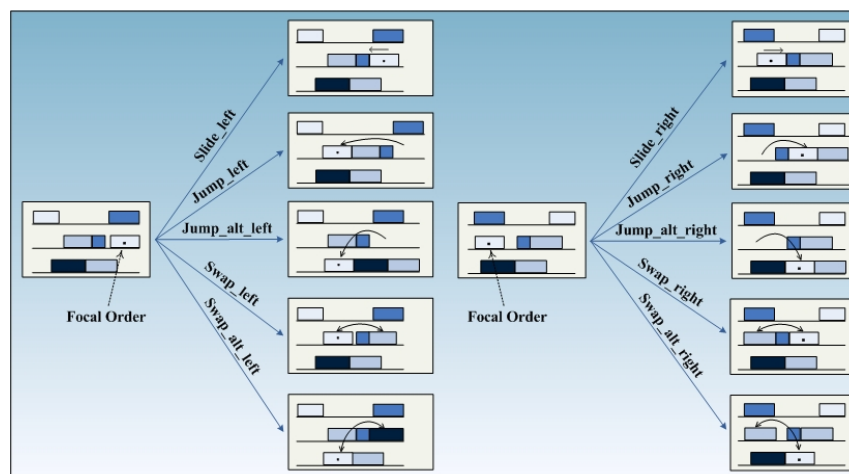 Slide_left
Jump_left
Jump_alt_left
Swap_left
Swap_alt_left
Focal Order
Slide_right
Jump_right
Jump_alt_right
Swap_right
Swap_alt_right
Focal Order